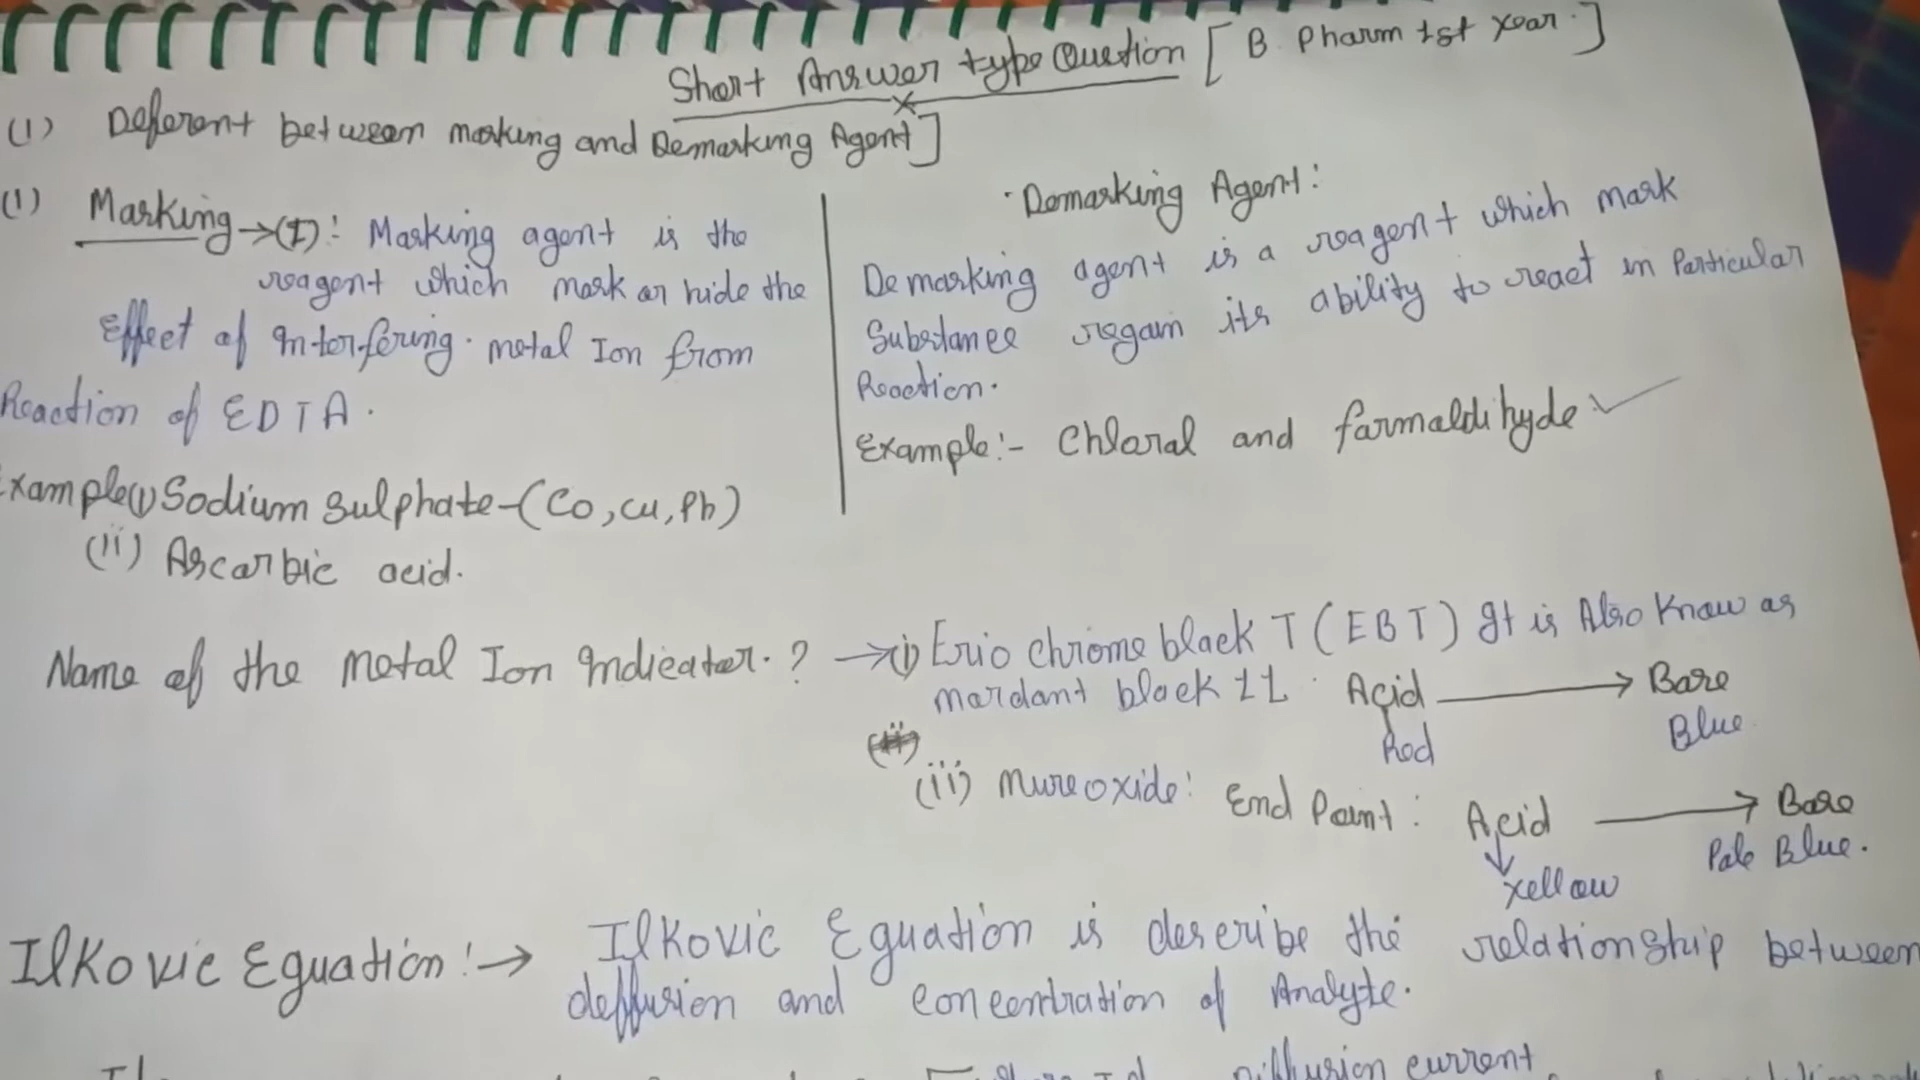 Short Answer type Question [ B. Pharm 1st Year. ]
(1) Deferent between marking and Demarking Agent]
(1) Marking →(I): Marking agent is the
reagent which mark or hide the
Effect of Interfering. metal Ion from
Reaction of EDTA.
Example(i) Sodium Sulphate-(Co, Cu, Pb)
(ii) Ascarbic acid.
Demarking Agent:
Demarking agent is a reagent which mark
Substance regain its ability to react in Particular
Reaction.
Example:- Chloral and farmaldihyde
Name of the metal Ion Indicator. ? → (i) Erio chrome black T ( EBT ) It is Also Know as
mardant black 11 Acid → Base
Red Blue
(iii) Mureoxide: End Point: Acid → Base
Yellow Pale Blue.
Ilkovic Equation:→ Ilkovic Equation is describe the relationship between
deffusion and concentration of Analyte.
Diffusion current